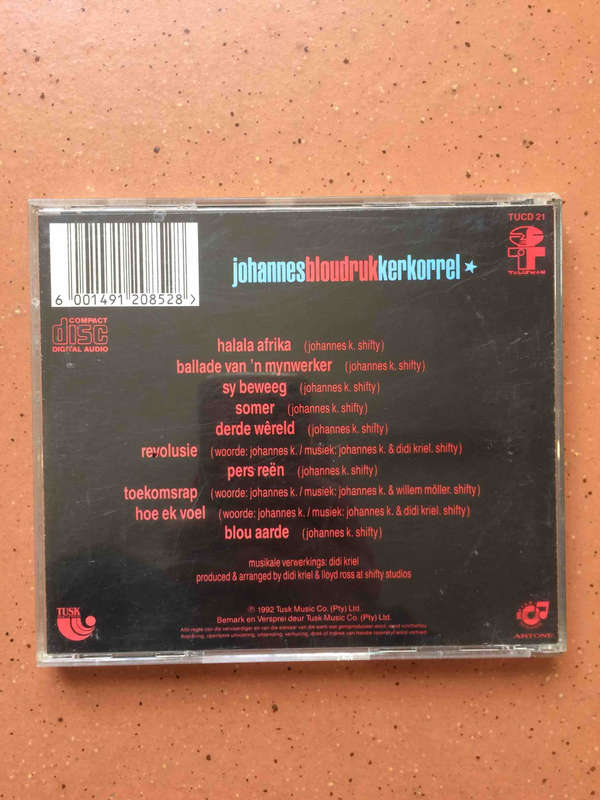 TUCD 21
johannesbloudrukkerkorrel
6 001491 208528
COMPACT
disc
DIGITAL AUDIO
halala afrika (johannes k. shifty)
ballade van 'n mynwerker (johannes k. shifty)
sy beweeg (johannes k. shifty)
somer (johannes k. shifty)
derde wêreld (johannes k. shifty)
revolusie (woorde: johannes k. / musiek: johannes k. & didi kriel. shifty)
pers reën (johannes k. shifty)
toekomsrap (woorde: johannes k. / musiek: johannes k. & willem möller. shifty)
hoe ek voel (woorde: johannes k. / musiek: johannes k. & didi kriel. shifty)
blou aarde (johannes k. shifty)
musikale verwerkings: didi kriel
produced & arranged by didi kriel & lloyd ross at shifty studios
℗ 1992 Tusk Music Co. (Pty) Ltd.
Bemark en Versprei deur Tusk Music Co. (Pty) Ltd.
TUSK
ARTONE